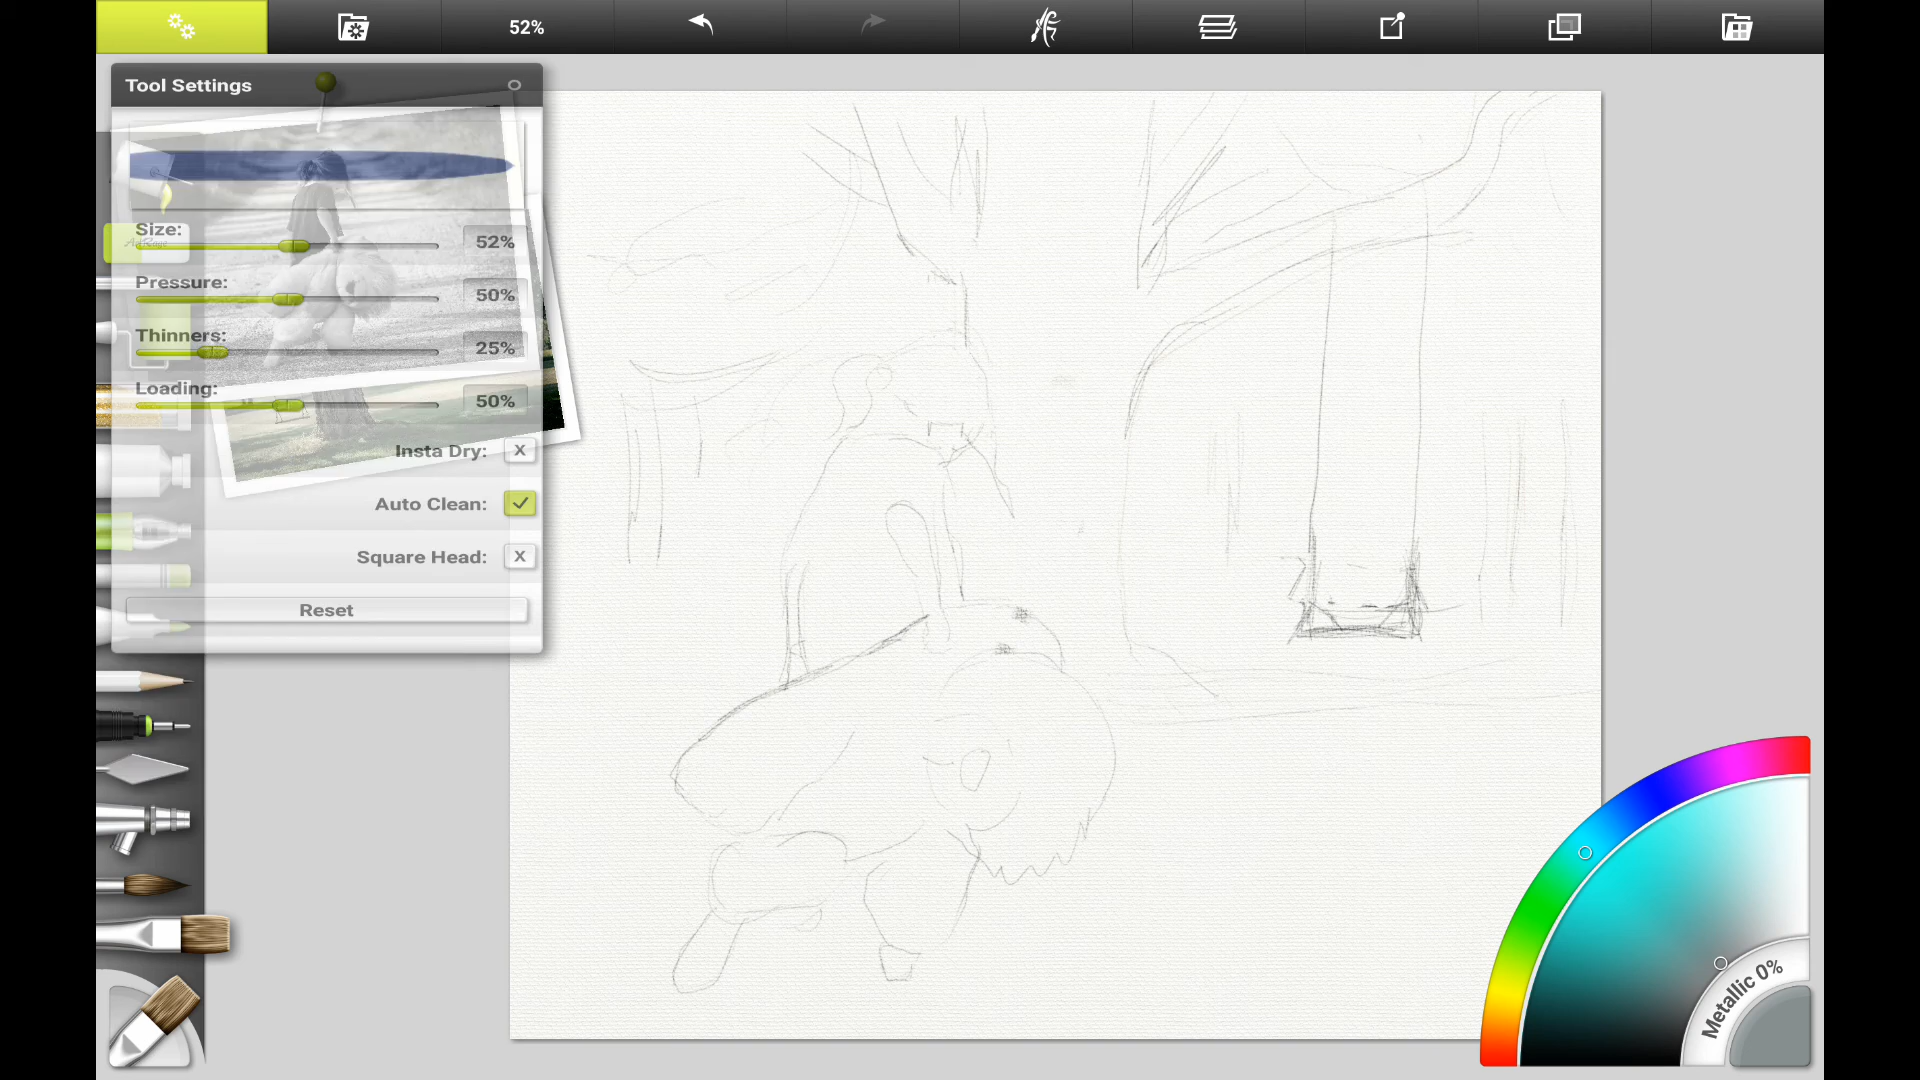 52%
Tool Settings
Size:
52%
ArtRage
Pressure:
50%
Thinners:
25%
Loading:
50%
Insta Dry:
X
Auto Clean:
Square Head:
X
Reset
Metallic 0%